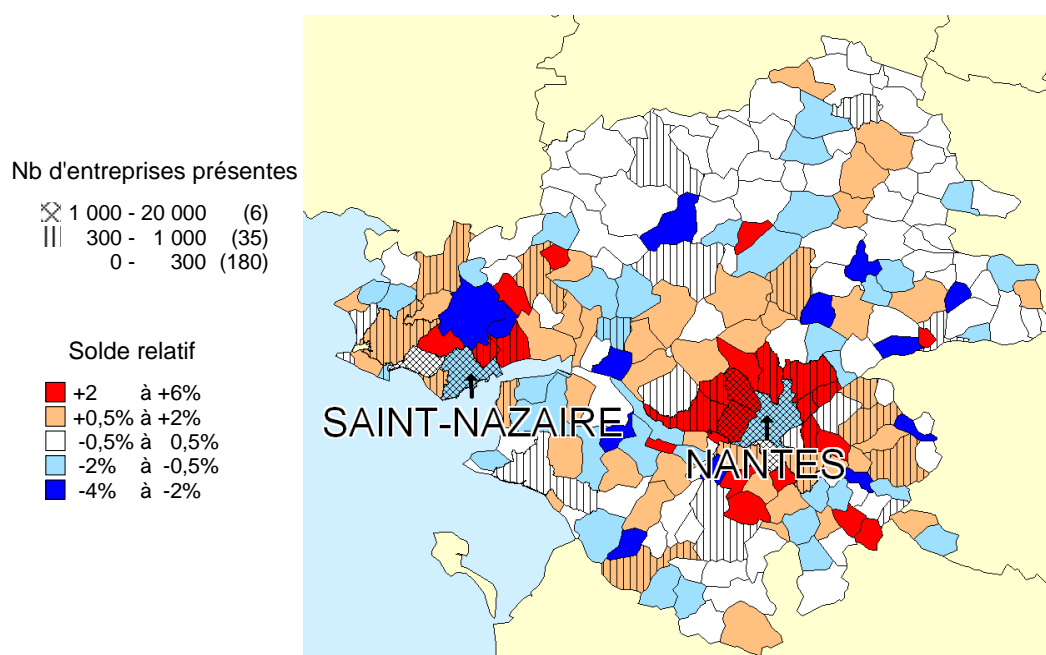 Nb d'entreprises présentes
1 000 - 20 000 (6)
300 - 1 000 (35)
0 - 300 (180)
Solde relatif
+2 à +6%
+0,5% à +2%
-0,5% à 0,5%
-2% à -0,5%
-4% à -2%
SAINT-NAZAIRE
NANTES